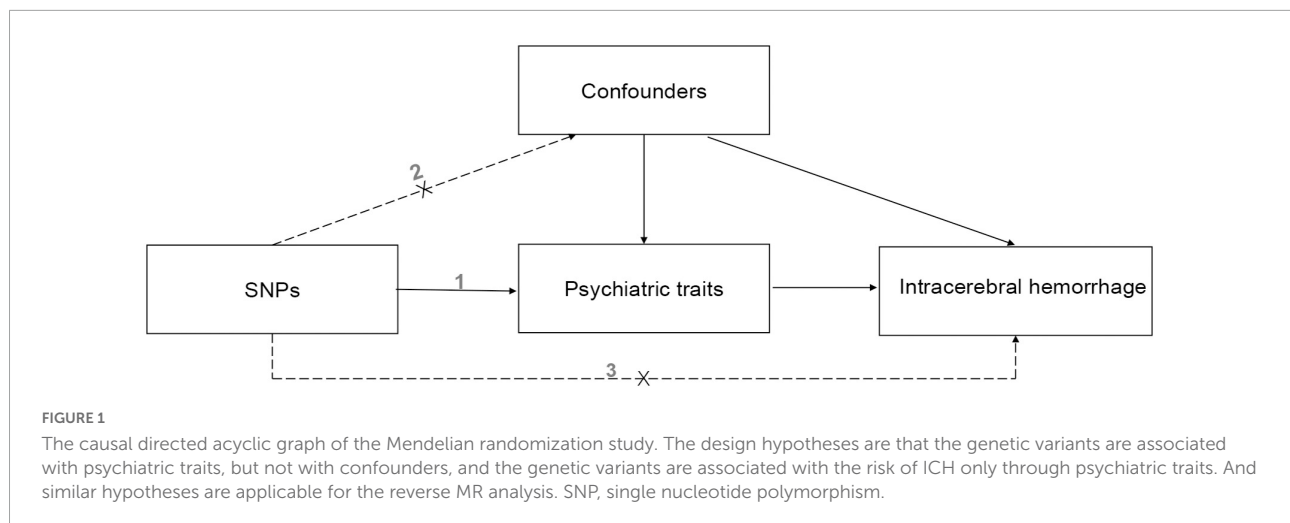 Confounders
2
SNPs
1
Psychiatric traits
Intracerebral hemorrhage
3
FIGURE 1
The causal directed acyclic graph of the Mendelian randomization study. The design hypotheses are that the genetic variants are associated
with psychiatric traits, but not with confounders, and the genetic variants are associated with the risk of ICH only through psychiatric traits. And
similar hypotheses are applicable for the reverse MR analysis. SNP, single nucleotide polymorphism.